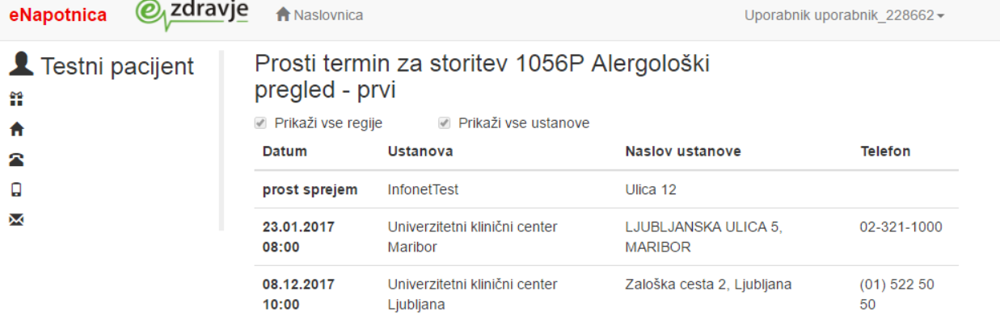 eNapotnica
e zdravje
Naslovnica
Uporabnik uporabnik_228662
Testni pacijent
Prosti termin za storitev 1056P Alergološki
pregled - prvi
Prikaži vse regije
Prikaži vse ustanove
Datum Ustanova Naslov ustanove Telefon
prost sprejem InfonetTest Ulica 12
23.01.2017 Univerzitetni klinični center LJUBLJANSKA ULICA 5, 02-321-1000
08:00 Maribor MARIBOR
08.12.2017 Univerzitetni klinični center Zaloška cesta 2, Ljubljana (01) 522 50
10:00 Ljubljana 50